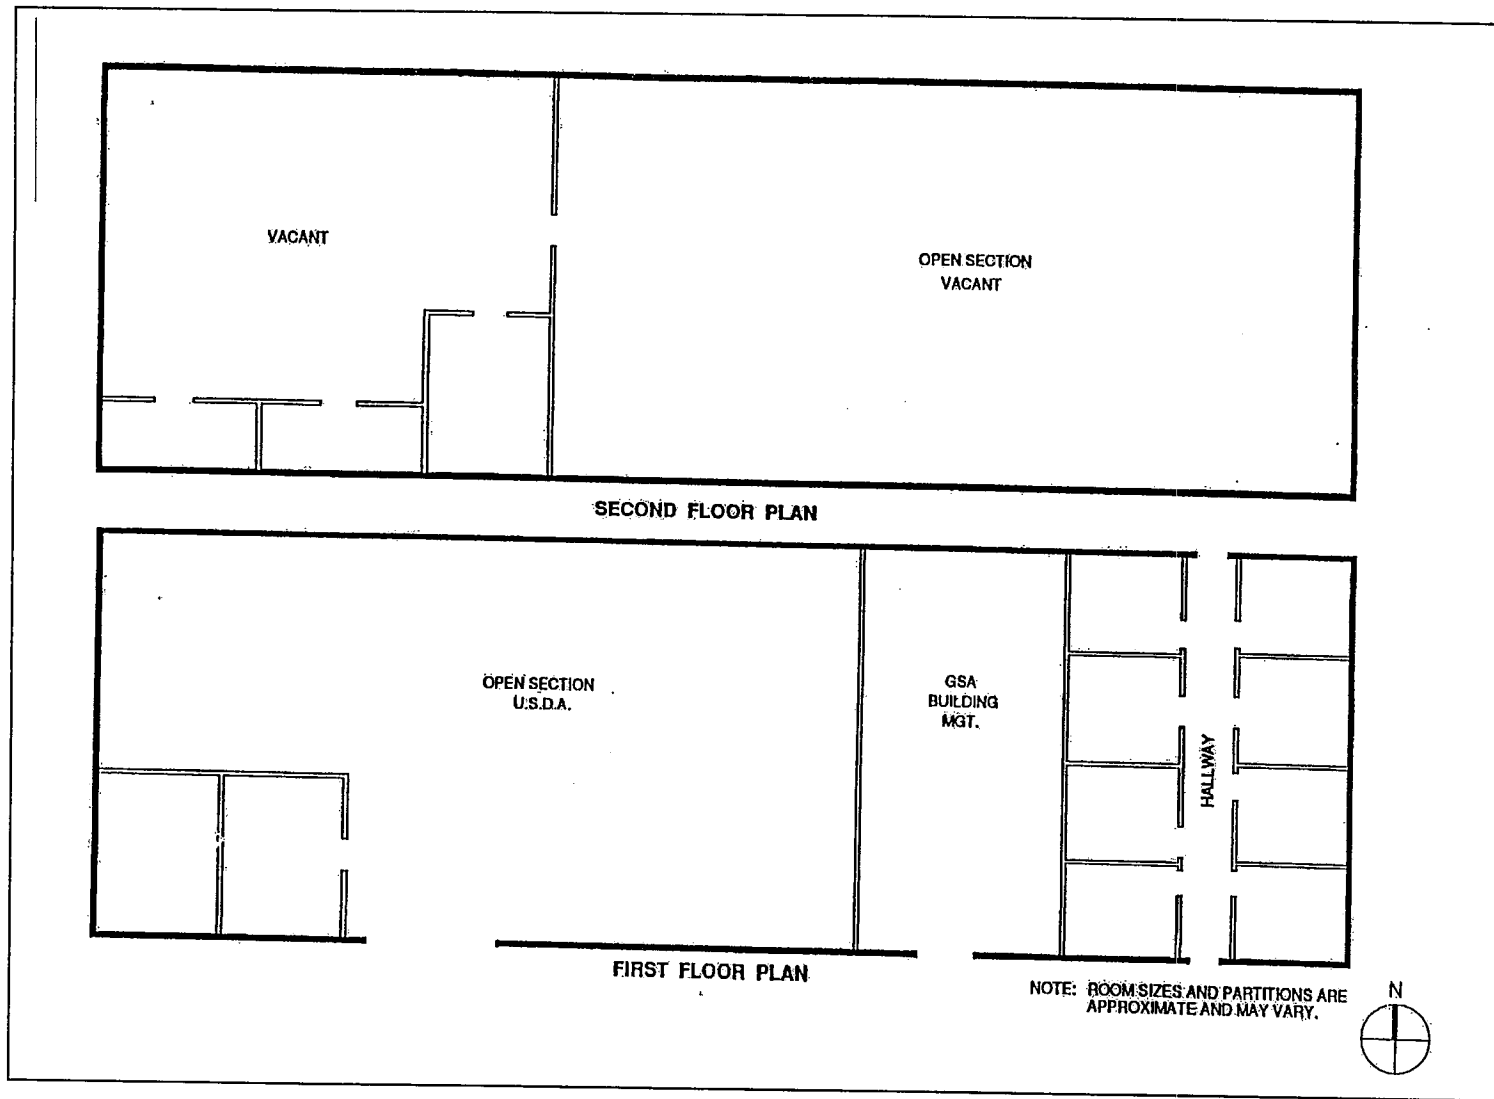 VACANT
OPEN SECTION
VACANT
SECOND FLOOR PLAN
OPEN SECTION
U.S.D.A.
GSA
BUILDING
MGT.
HALLWAY
FIRST FLOOR PLAN
NOTE: ROOM SIZES AND PARTITIONS ARE
APPROXIMATE AND MAY VARY.
N